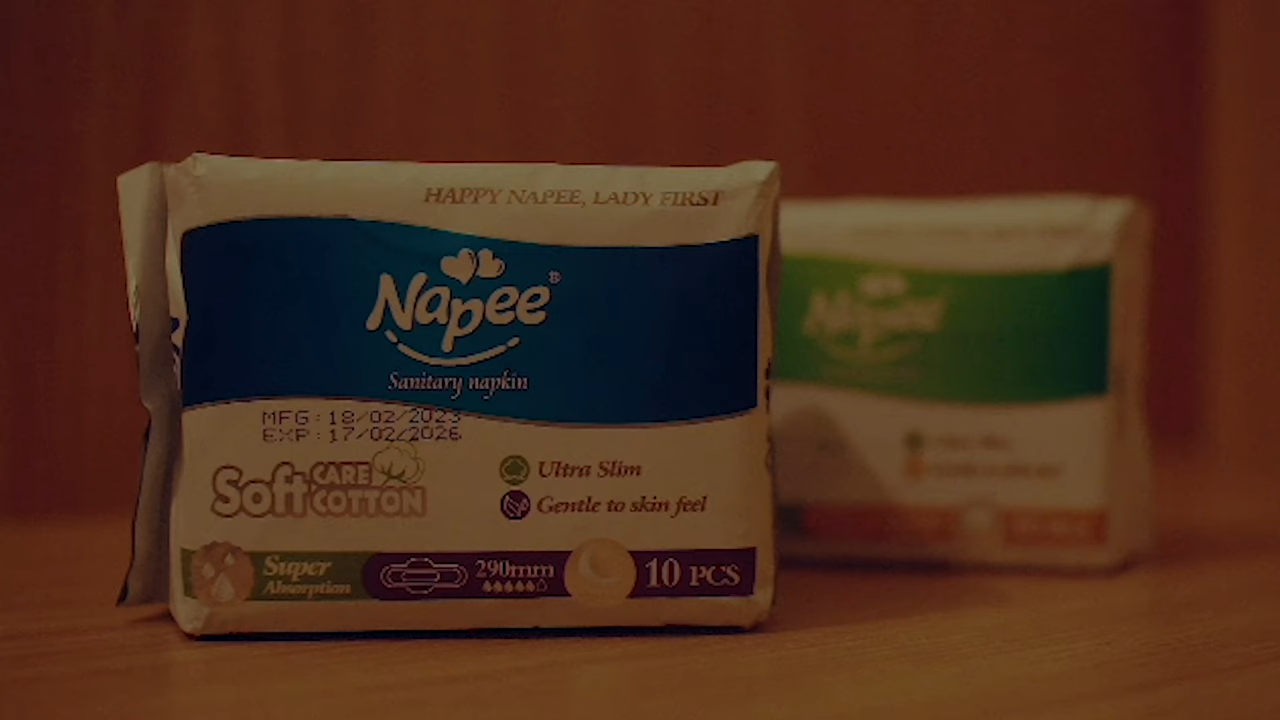 HAPPY NAPEE, LADY FIRST
Napee®
Sanitary napkin
MFG: 18/02/2023
EXP: 17/02/2026
Soft CARE COTTON
Ultra Slim
Gentle to skin feel
Super Absorption
290mm
10 PCS
Napee